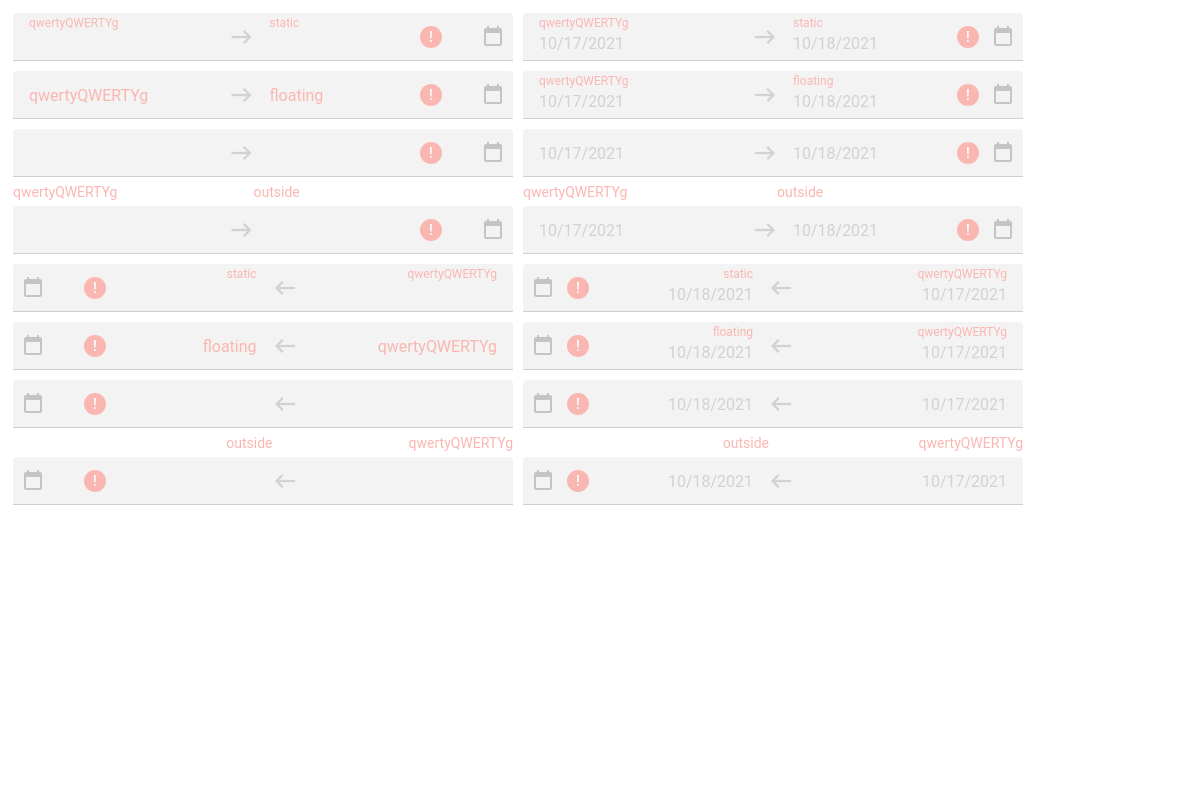 qwertyQWERTYg static qwertyQWERTYg static
10/17/2021 10/18/2021
qwertyQWERTYg floating
qwertyQWERTYg floating 10/17/2021 10/18/2021
10/17/2021 10/18/2021
qwertyQWERTYg outside qwertyQWERTYg outside
10/17/2021 10/18/2021
static qwertyQWERTYg static qwertyQWERTYg
10/18/2021 10/17/2021
floating qwertyQWERTYg
floating qwertyQWERTYg 10/18/2021 10/17/2021
10/18/2021 10/17/2021
outside qwertyQWERTYg outside qwertyQWERTYg
10/18/2021 10/17/2021